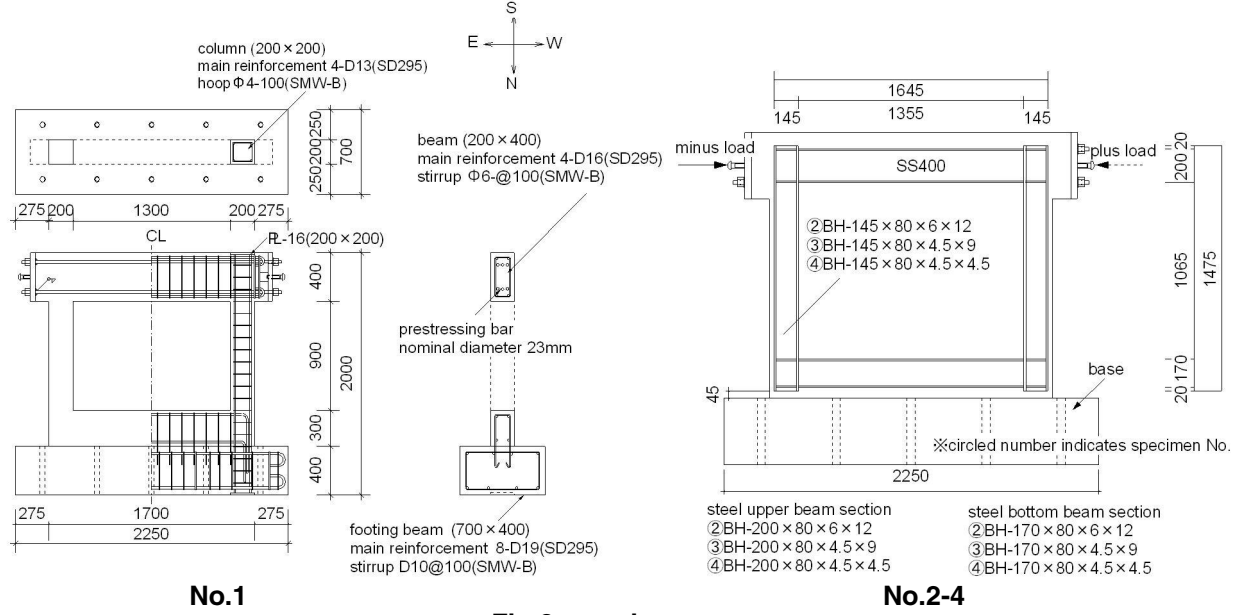 S
E W
N
column (200×200)
main reinforcement 4-D13(SD295)
hoopΦ4-100(SMW-B)
250
200
250
700
275 200 1300 200 275
beam (200×400)
main reinforcement 4-D16(SD295)
stirrup Φ6-@100(SMW-B)
CL
PL-16(200×200)
400
900
300
400
2000
prestressing bar
nominal diameter 23mm
275 1700 275
2250
footing beam (700×400)
main reinforcement 8-D19(SD295)
stirrup D10@100(SMW-B)
No.1
1645
145 1355 145
minus load
plus load
SS400
20
200
1065
170
20
1475
②BH-145×80×6×12
③BH-145×80×4.5×9
④BH-145×80×4.5×4.5
45
base
※circled number indicates specimen No.
2250
steel upper beam section
②BH-200×80×6×12
③BH-200×80×4.5×9
④BH-200×80×4.5×4.5
steel bottom beam section
②BH-170×80×6×12
③BH-170×80×4.5×9
④BH-170×80×4.5×4.5
No.2-4